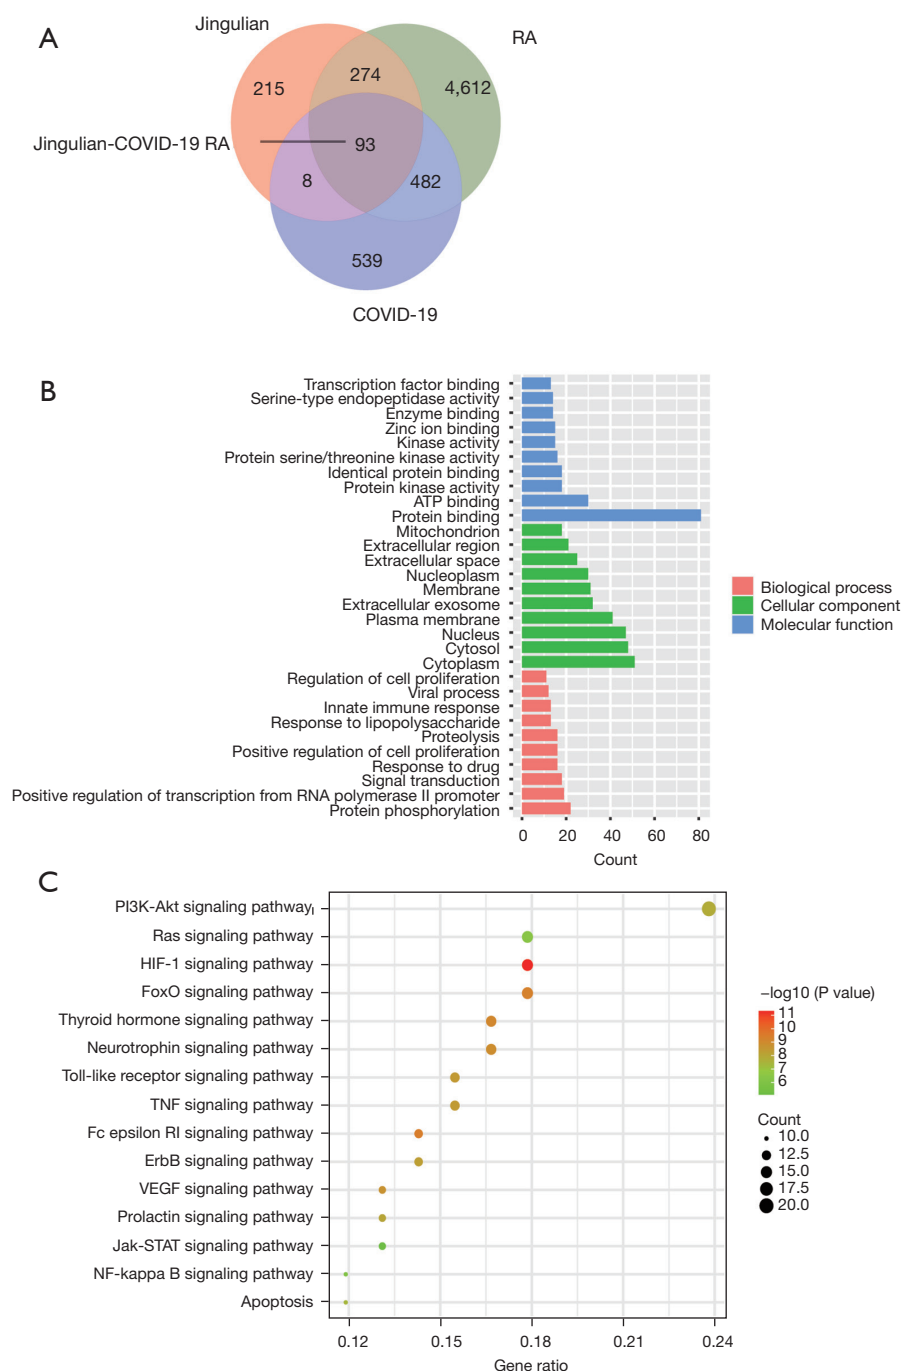 A
Jingulian
RA
215
274
4,612
Jingulian-COVID-19 RA
93
8
482
539
COVID-19
B
Transcription factor binding
Serine-type endopeptidase activity
Enzyme binding
Zinc ion binding
Kinase activity
Protein serine/threonine kinase activity
Identical protein binding
Protein kinase activity
ATP binding
Protein binding
Mitochondrion
Extracellular region
Extracellular space
Nucleoplasm
Membrane
Extracellular exosome
Plasma membrane
Nucleus
Cytosol
Cytoplasm
Regulation of cell proliferation
Viral process
Innate immune response
Response to lipopolysaccharide
Proteolysis
Positive regulation of cell proliferation
Response to drug
Signal transduction
Positive regulation of transcription from RNA polymerase II promoter
Protein phosphorylation
0 20 40 60 80
Count
Biological process
Cellular component
Molecular function
C
PI3K-Akt signaling pathway
Ras signaling pathway
HIF-1 signaling pathway
FoxO signaling pathway
Thyroid hormone signaling pathway
Neurotrophin signaling pathway
Toll-like receptor signaling pathway
TNF signaling pathway
Fc epsilon RI signaling pathway
ErbB signaling pathway
VEGF signaling pathway
Prolactin signaling pathway
Jak-STAT signaling pathway
NF-kappa B signaling pathway
Apoptosis
0.12 0.15 0.18 0.21 0.24
Gene ratio
−log10 (P value)
11
10
9
8
7
6
Count
10.0
12.5
15.0
17.5
20.0